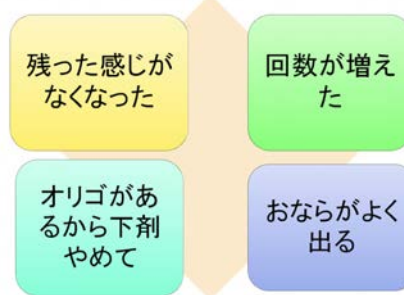 残った感じが
なくなった
回数が増え
た
オリゴがあ
るから下剤
やめて
おならがよく
出る